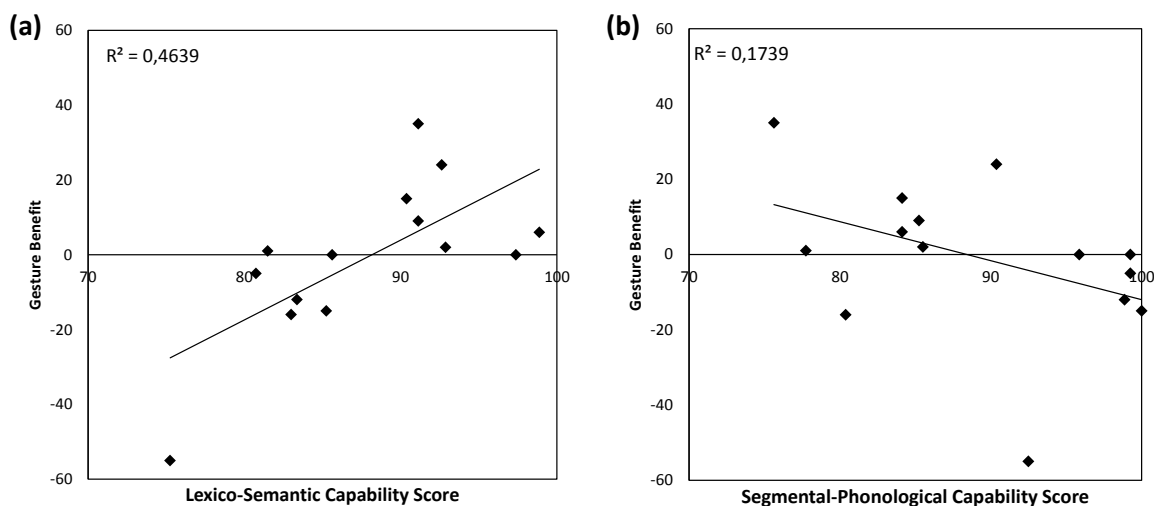 (a)
R² = 0,4639
60
40
20
0
-20
-40
-60
70
80
90
100
Gesture Benefit
Lexico-Semantic Capability Score
(b)
R² = 0,1739
60
40
20
0
-20
-40
-60
70
80
90
100
Gesture Benefit
Segmental-Phonological Capability Score